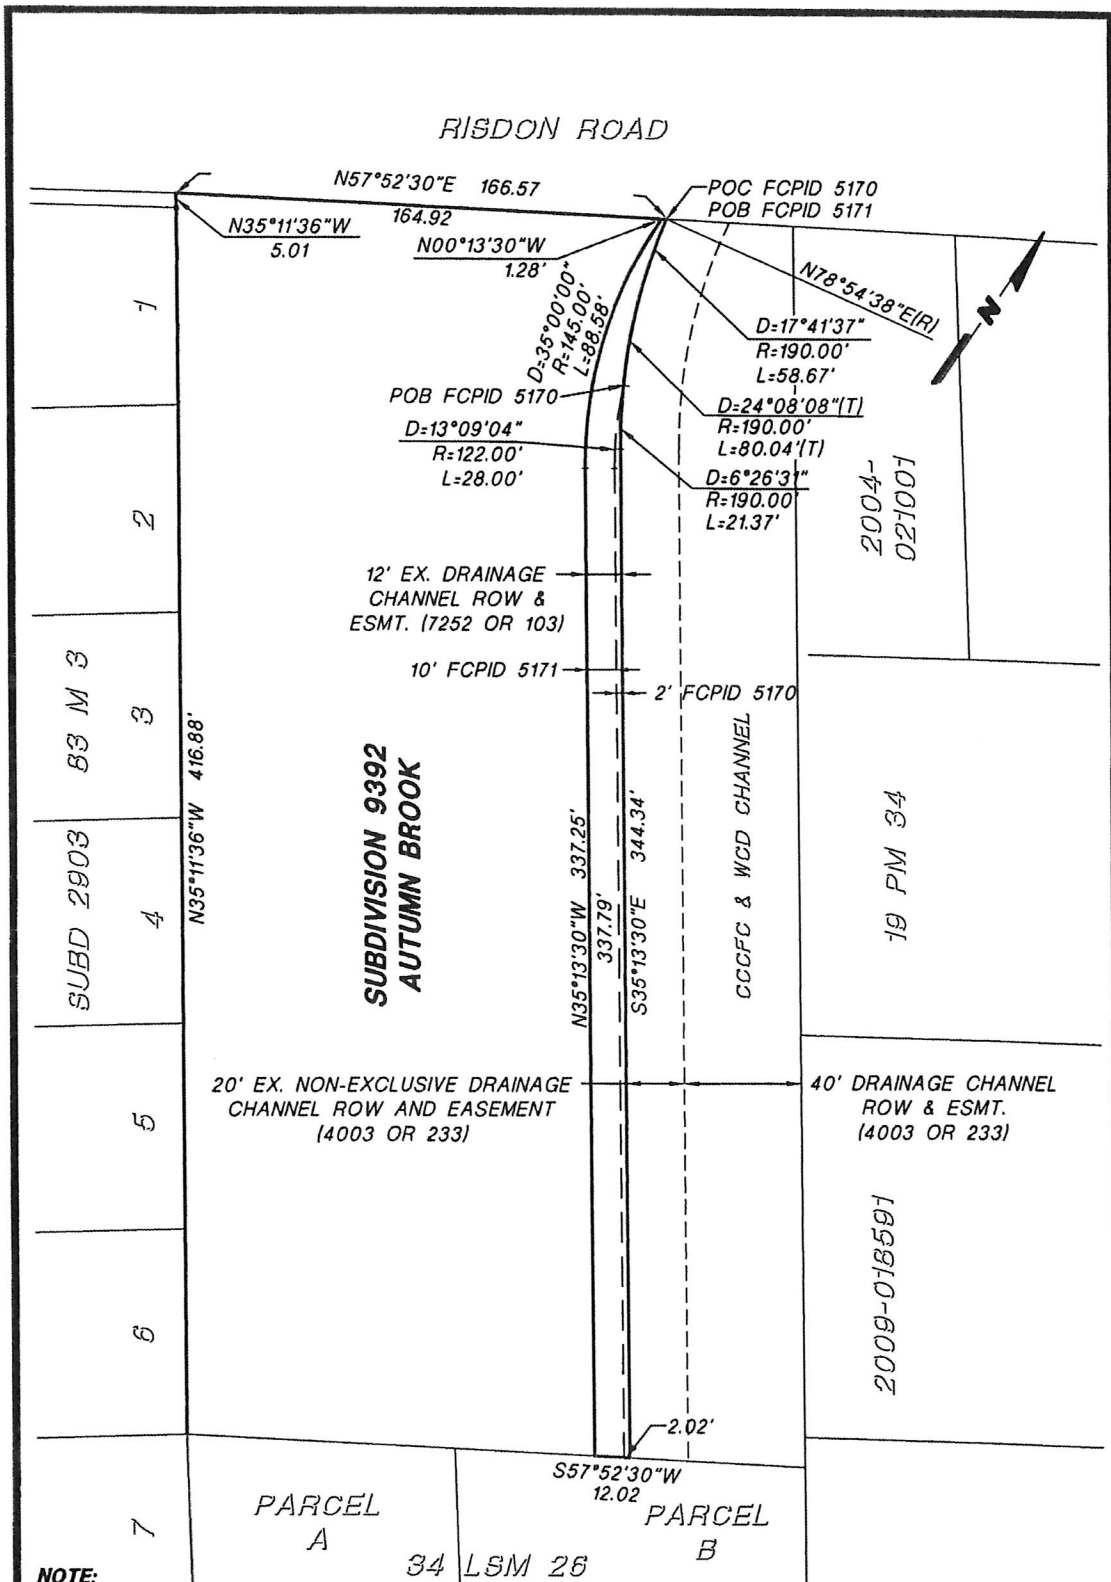 RISDON ROAD
N57°52'30"E 166.57
164.92
N35°11'36"W
5.01
N00°13'30"W
1.28'
POC FCPID 5170
POB FCPID 5171
N78°54'38"E(R)
N
D=35°00'00"
R=145.00'
L=88.58'
D=17°41'37"
R=190.00'
L=58.67'
POB FCPID 5170
D=24°08'08"(T)
R=190.00'
L=80.04'(T)
D=13°09'04"
R=122.00'
L=28.00'
D=6°26'31"
R=190.00'
L=21.37'
2004-
021001
12' EX. DRAINAGE
CHANNEL ROW &
ESMT. (7252 OR 103)
10' FCPID 5171
2' FCPID 5170
1
2
3
4
5
6
7
SUBD 2903 83 M 3
N35°11'36"W 416.88'
SUBDIVISION 9392
AUTUMN BROOK
N35°13'30"W 337.25'
337.79'
S35°13'30"E 344.34'
CCCFC & WCD CHANNEL
19 PM 34
20' EX. NON-EXCLUSIVE DRAINAGE
CHANNEL ROW AND EASEMENT
(4003 OR 233)
40' DRAINAGE CHANNEL
ROW & ESMT.
(4003 OR 233)
2009-018591
2.02'
S57°52'30"W
12.02
PARCEL
A
PARCEL
B
34 LSM 26
NOTE: